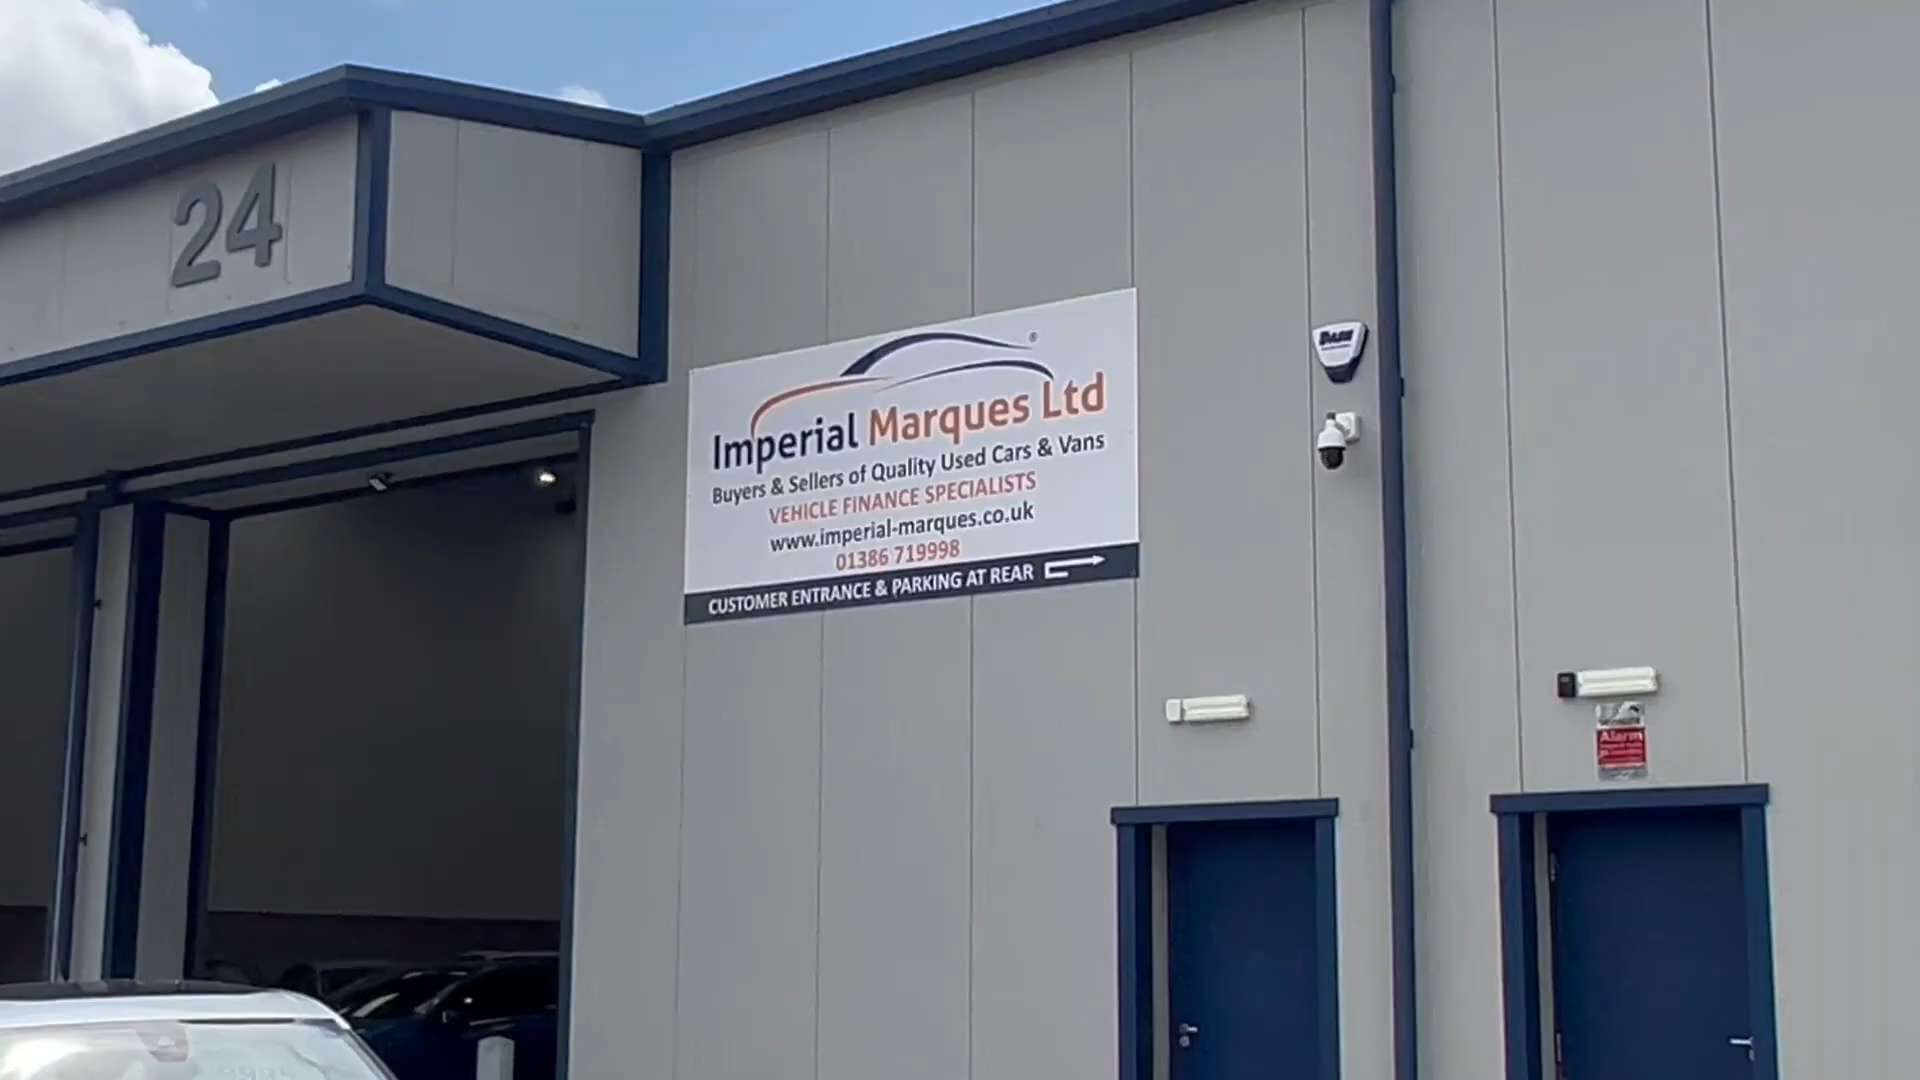 24
®
Imperial Marques Ltd
Buyers & Sellers of Quality Used Cars & Vans
VEHICLE FINANCE SPECIALISTS
www.imperial-marques.co.uk
01386 719998
CUSTOMER ENTRANCE & PARKING AT REAR
DASH
Alarm